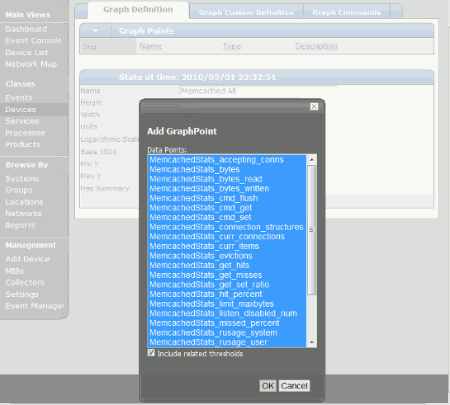 Main Views
Dashboard
Event Console
Device List
Network Map
Classes
Events
Devices
Services
Processes
Products
Browse By
Systems
Groups
Locations
Networks
Reports
Management
Add Device
MIBs
Collectors
Settings
Event Manager
Graph Definition
Graph Custom Definition
Graph Commands
Graph Points
Seq
Name
Type
Description
State at time: 2010/05/01 23:32:51
Name
Memcached All
Height
Width
Units
Logarithmic Scale
Base 1024
Min Y
Max Y
Has Summary
Add GraphPoint
Data Points:
MemcachedStats_accepting_conns
MemcachedStats_bytes
MemcachedStats_bytes_read
MemcachedStats_bytes_written
MemcachedStats_cmd_flush
MemcachedStats_cmd_get
MemcachedStats_cmd_set
MemcachedStats_connection_structures
MemcachedStats_curr_connections
MemcachedStats_curr_items
MemcachedStats_evictions
MemcachedStats_get_hits
MemcachedStats_get_misses
MemcachedStats_get_set_ratio
MemcachedStats_hit_percent
MemcachedStats_limit_maxbytes
MemcachedStats_listen_disabled_num
MemcachedStats_missed_percent
MemcachedStats_rusage_system
MemcachedStats_rusage_user
Include related thresholds
OK Cancel